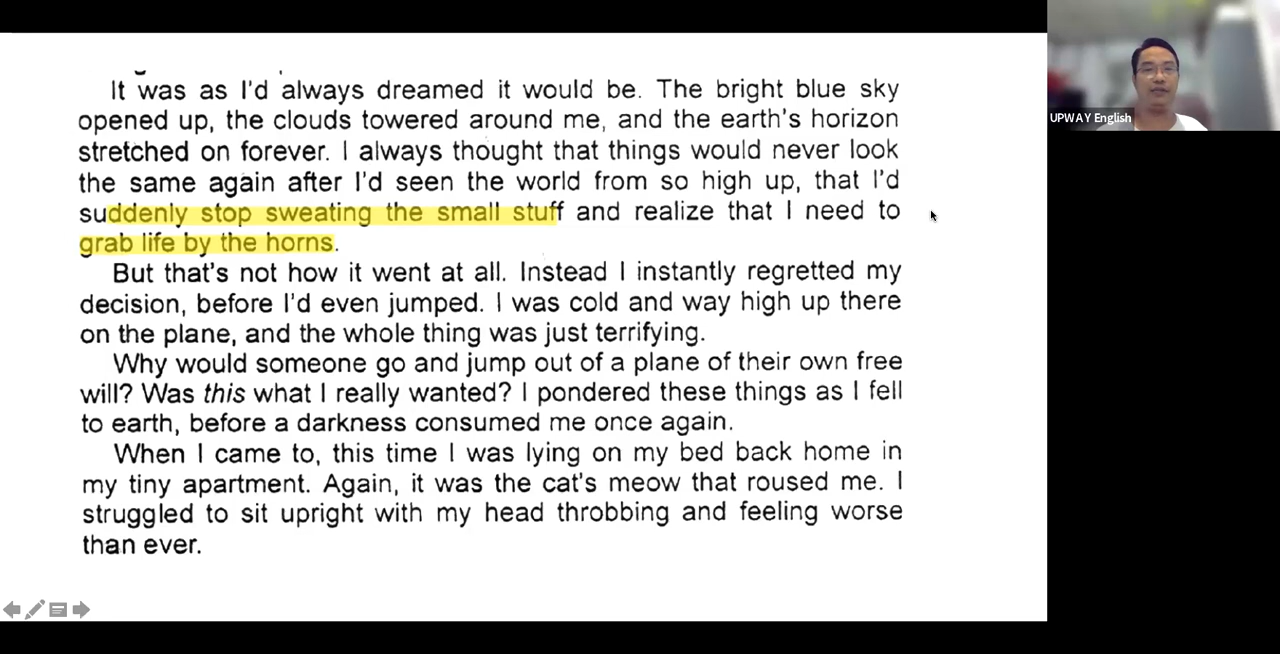 It was as I'd always dreamed it would be. The bright blue sky
opened up, the clouds towered around me, and the earth's horizon
stretched on forever. I always thought that things would never look
the same again after I'd seen the world from so high up, that I'd
suddenly stop sweating the small stuff and realize that I need to
grab life by the horns.
But that's not how it went at all. Instead I instantly regretted my
decision, before I'd even jumped. I was cold and way high up there
on the plane, and the whole thing was just terrifying.
Why would someone go and jump out of a plane of their own free
will? Was this what I really wanted? I pondered these things as I fell
to earth, before a darkness consumed me once again.
When I came to, this time I was lying on my bed back home in
my tiny apartment. Again, it was the cat's meow that roused me. I
struggled to sit upright with my head throbbing and feeling worse
than ever.
UPWAY English